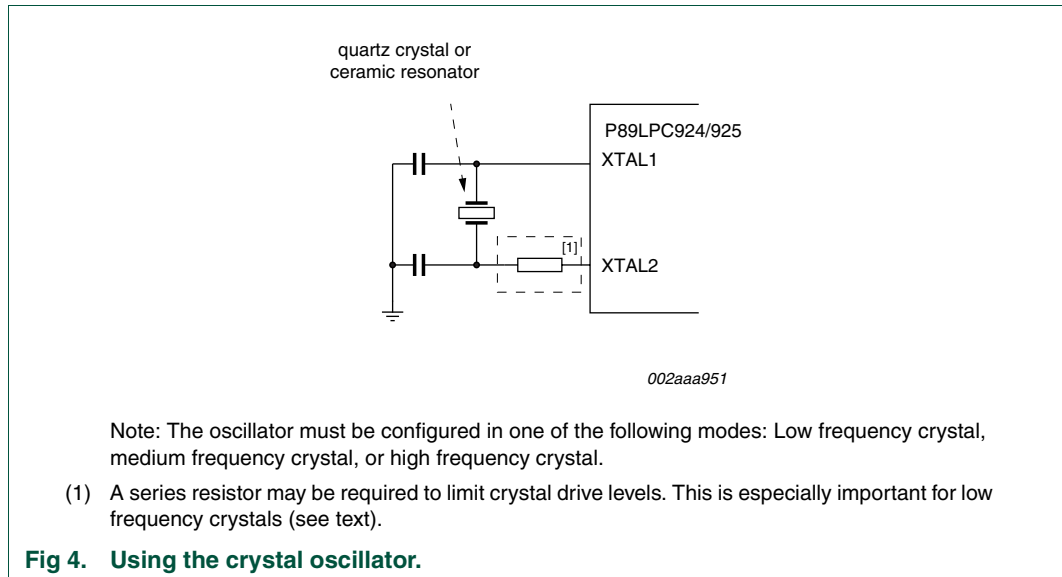 quartz crystal or
ceramic resonator
P89LPC924/925
XTAL1
[1]
XTAL2
002aaa951
Note: The oscillator must be configured in one of the following modes: Low frequency crystal,
medium frequency crystal, or high frequency crystal.
(1) A series resistor may be required to limit crystal drive levels. This is especially important for low
frequency crystals (see text).
Fig 4. Using the crystal oscillator.